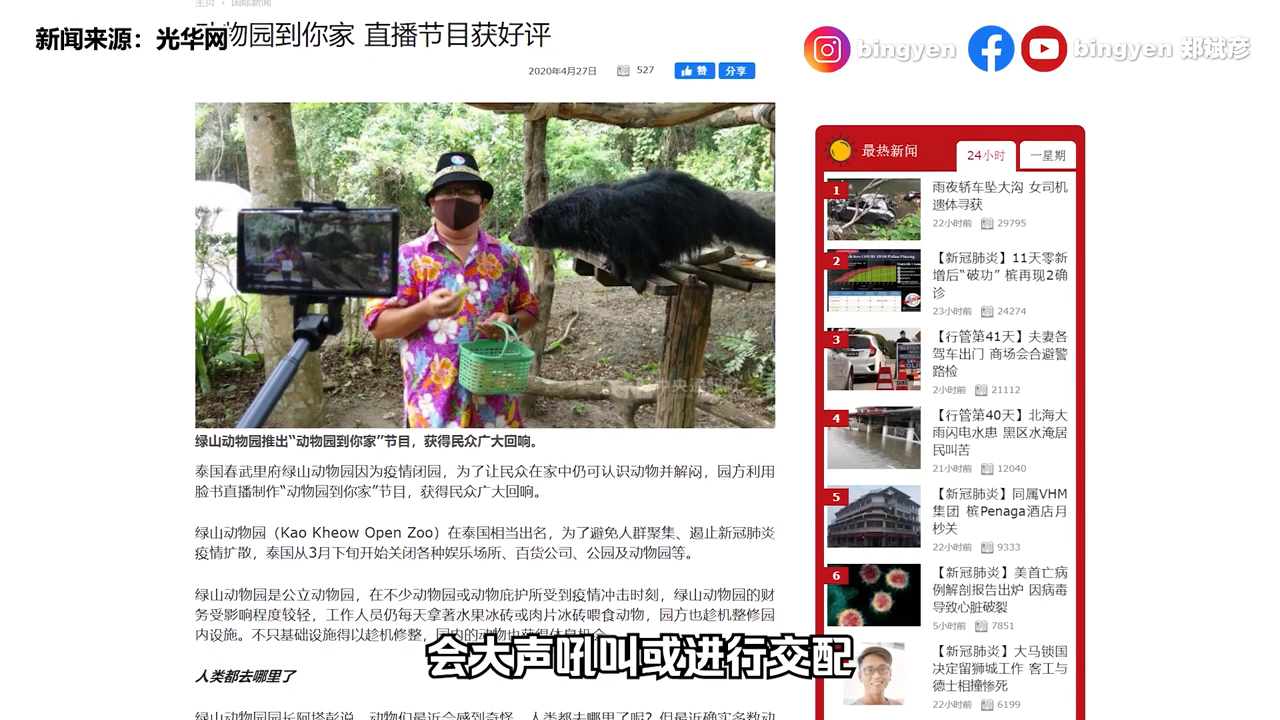 主页 › 国际新闻
新闻来源：光华网
动物园到你家 直播节目获好评
bingyen
bingyen 郑斌彦
2020年4月27日
527
赞
分享
绿山动物园推出“动物园到你家”节目，获得民众广大回响。
泰国春武里府绿山动物园因为疫情闭园，为了让民众在家中仍可认识动物并解闷，园方利用
脸书直播制作“动物园到你家”节目，获得民众广大回响。
绿山动物园（Kao Kheow Open Zoo）在泰国相当出名，为了避免人群聚集、遏止新冠肺炎
疫情扩散，泰国从3月下旬开始关闭各种娱乐场所、百货公司、公园及动物园等。
绿山动物园是公立动物园，在不少动物园或动物庇护所受到疫情冲击时刻，绿山动物园的财
务受影响程度较轻，工作人员仍每天拿著水果冰砖或肉片冰砖喂食动物，园方也趁机整修园
内设施。不只基础设施得以趁机修整，园内的动物也获得休息机会。
人类都去哪里了
绿山动物园园长阿塔彭说，动物们最近会感到奇怪，人类都去哪里了呢？但最近确实多数动
会大声吼叫或进行交配
最热新闻
24小时
一星期
1
雨夜轿车坠大沟 女司机
遗体寻获
22小时前 29795
2
【新冠肺炎】11天零新
增后“破功” 槟再现2确
诊
23小时前 24274
3
【行管第41天】夫妻各
驾车出门 商场会合避警
路检
2小时前 21112
4
【行管第40天】北海大
雨闪电水患 黑区水淹居
民叫苦
21小时前 12040
5
【新冠肺炎】同属VHM
集团 槟Penaga酒店月
杪关
22小时前 9333
6
【新冠肺炎】美首亡病
例解剖报告出炉 因病毒
导致心脏破裂
5小时前 7851
【新冠肺炎】大马锁国
决定留狮城工作 客工与
德士相撞惨死
22小时前 6199